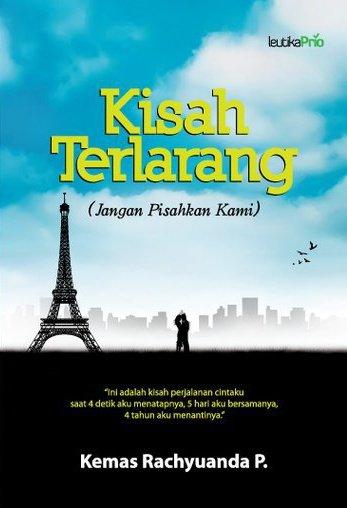 leutikaPrio
Kisah
Terlarang
(Jangan Pisahkan Kami)
"Ini adalah kisah perjalanan cintaku
saat 4 detik aku menatapnya, 5 hari aku bersamanya,
4 tahun aku menantinya."
Kemas Rachyuanda P.